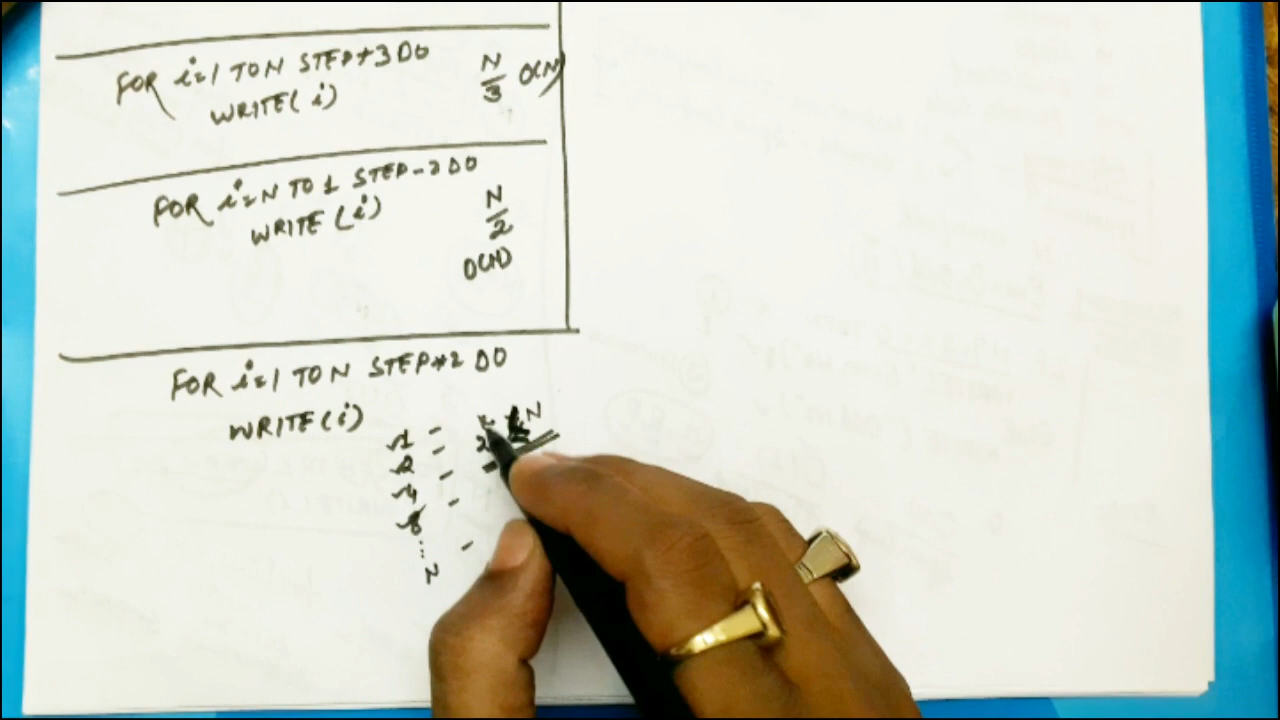 FOR i=1 TO N STEP+3 DO
WRITE( i)
N
3
O(N)
FOR i=N TO 1 STEP-2 DO
WRITE (i)
N
2
O(N)
FOR i=1 TO N STEP*2 DO
WRITE(i)
1 -
2 -
4 -
8 -
... -
N
2
N